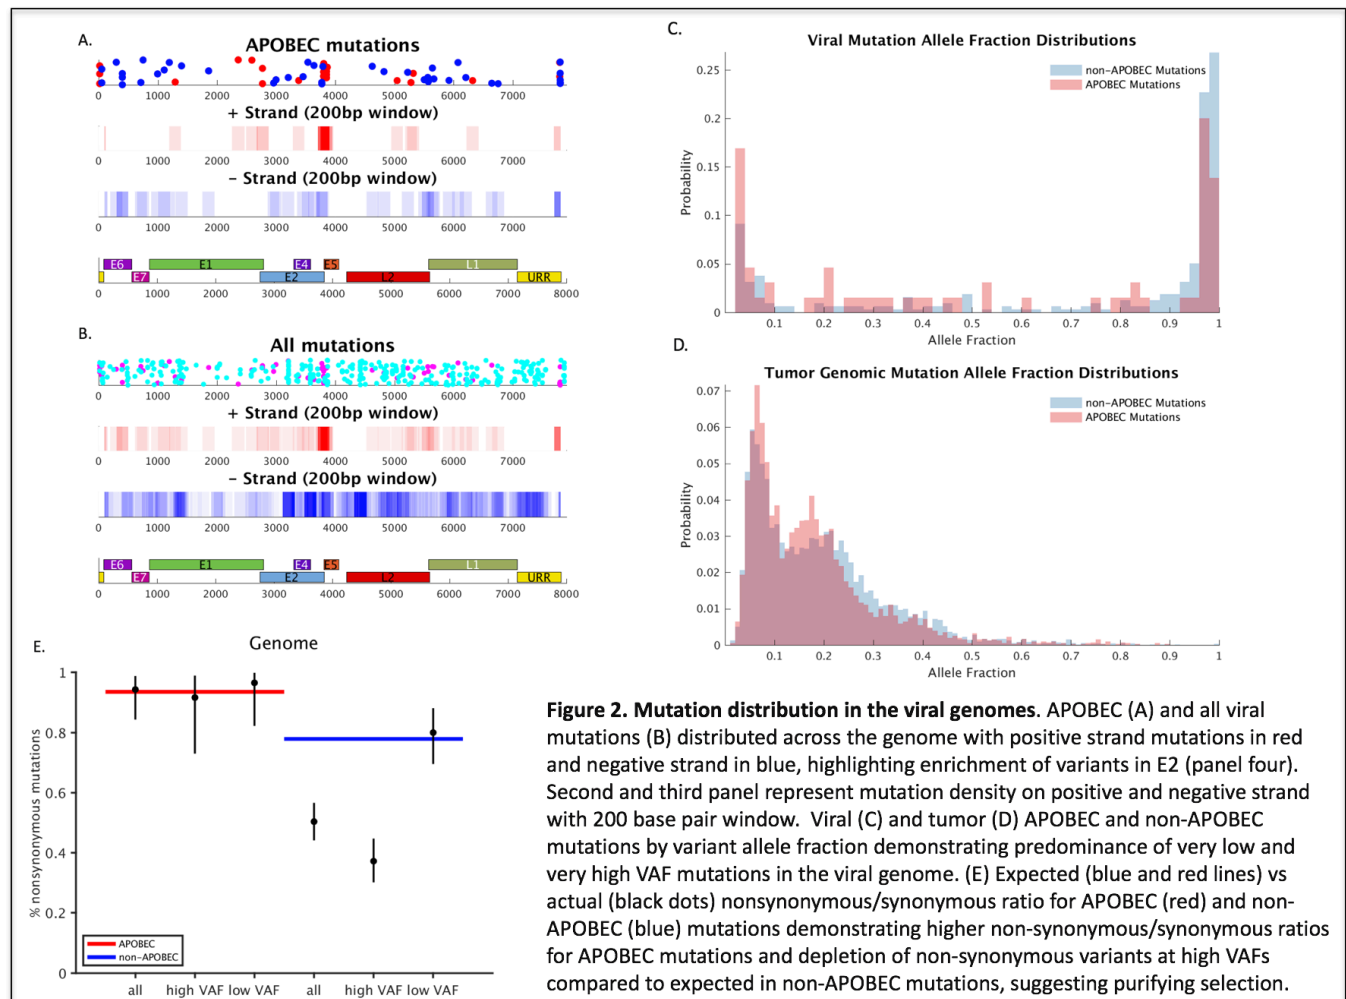 A.
APOBEC mutations
0 1000 2000 3000 4000 5000 6000 7000
+ Strand (200bp window)
0 1000 2000 3000 4000 5000 6000 7000
− Strand (200bp window)
0 1000 2000 3000 4000 5000 6000 7000
E6 E1 E4 E5 L1
E7 E2 L2 URR
0 1000 2000 3000 4000 5000 6000 7000 8000
B.
All mutations
0 1000 2000 3000 4000 5000 6000 7000
+ Strand (200bp window)
0 1000 2000 3000 4000 5000 6000 7000
− Strand (200bp window)
0 1000 2000 3000 4000 5000 6000 7000
E6 E1 E4 E5 L1
E7 E2 L2 URR
0 1000 2000 3000 4000 5000 6000 7000 8000
C.
Viral Mutation Allele Fraction Distributions
non-APOBEC Mutations
APOBEC Mutations
0.25
0.2
0.15
0.1
0.05
0
Probability
0.1 0.2 0.3 0.4 0.5 0.6 0.7 0.8 0.9 1
Allele Fraction
D.
Tumor Genomic Mutation Allele Fraction Distributions
non-APOBEC Mutations
APOBEC Mutations
0.07
0.06
0.05
0.04
0.03
0.02
0.01
0
Probability
0.1 0.2 0.3 0.4 0.5 0.6 0.7 0.8 0.9 1
Allele Fraction
E.
Genome
1
0.8
0.6
0.4
0.2
0
% nonsynonymous mutations
APOBEC
non-APOBEC
all high VAF low VAF all high VAF low VAF
Figure 2. Mutation distribution in the viral genomes. APOBEC (A) and all viral
mutations (B) distributed across the genome with positive strand mutations in red
and negative strand in blue, highlighting enrichment of variants in E2 (panel four).
Second and third panel represent mutation density on positive and negative strand
with 200 base pair window. Viral (C) and tumor (D) APOBEC and non-APOBEC
mutations by variant allele fraction demonstrating predominance of very low and
very high VAF mutations in the viral genome. (E) Expected (blue and red lines) vs
actual (black dots) nonsynonymous/synonymous ratio for APOBEC (red) and non-
APOBEC (blue) mutations demonstrating higher non-synonymous/synonymous ratios
for APOBEC mutations and depletion of non-synonymous variants at high VAFs
compared to expected in non-APOBEC mutations, suggesting purifying selection.